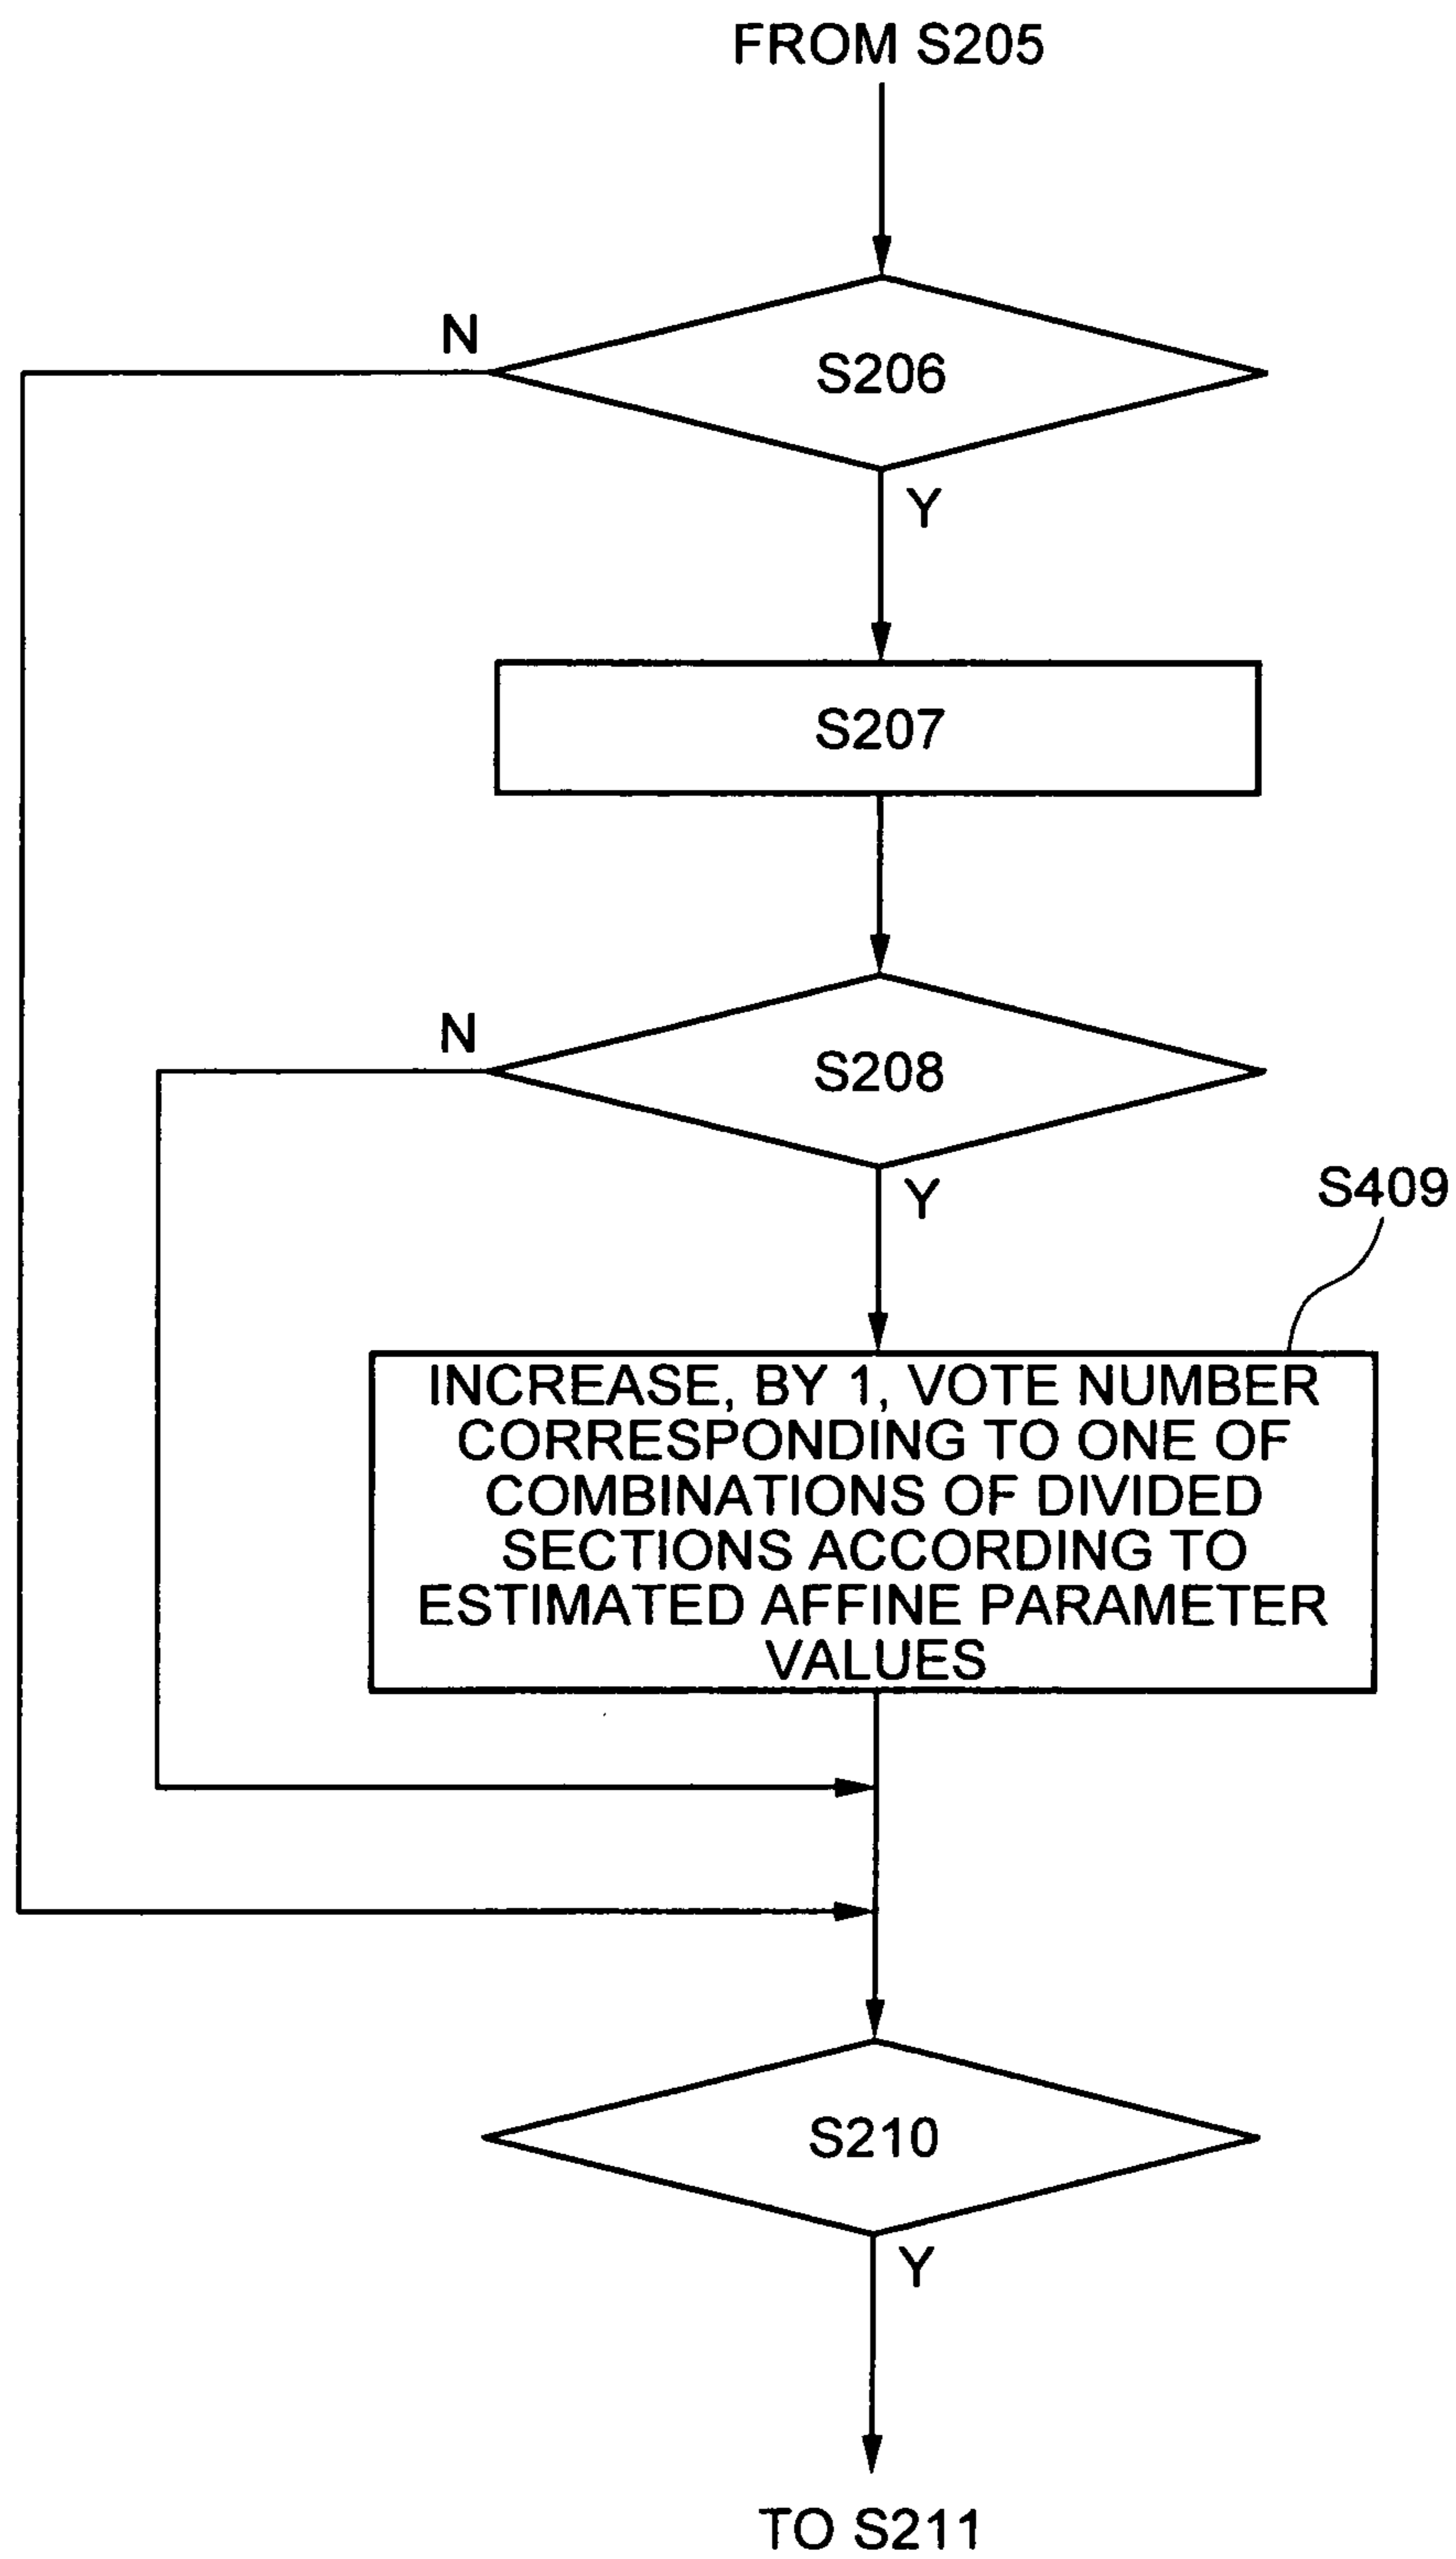 FROM S205
N
S206
Y
S207
N
S208
Y
S409
INCREASE, BY 1, VOTE NUMBER
CORRESPONDING TO ONE OF
COMBINATIONS OF DIVIDED
SECTIONS ACCORDING TO
ESTIMATED AFFINE PARAMETER
VALUES
S210
Y
TO S211